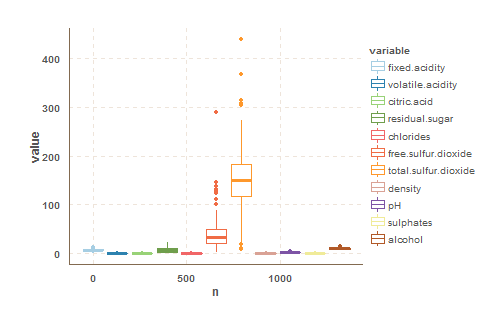 400
300
200
100
0
value
0
500
1000
n
variable
fixed.acidity
volatile.acidity
citric.acid
residual.sugar
chlorides
free.sulfur.dioxide
total.sulfur.dioxide
density
pH
sulphates
alcohol